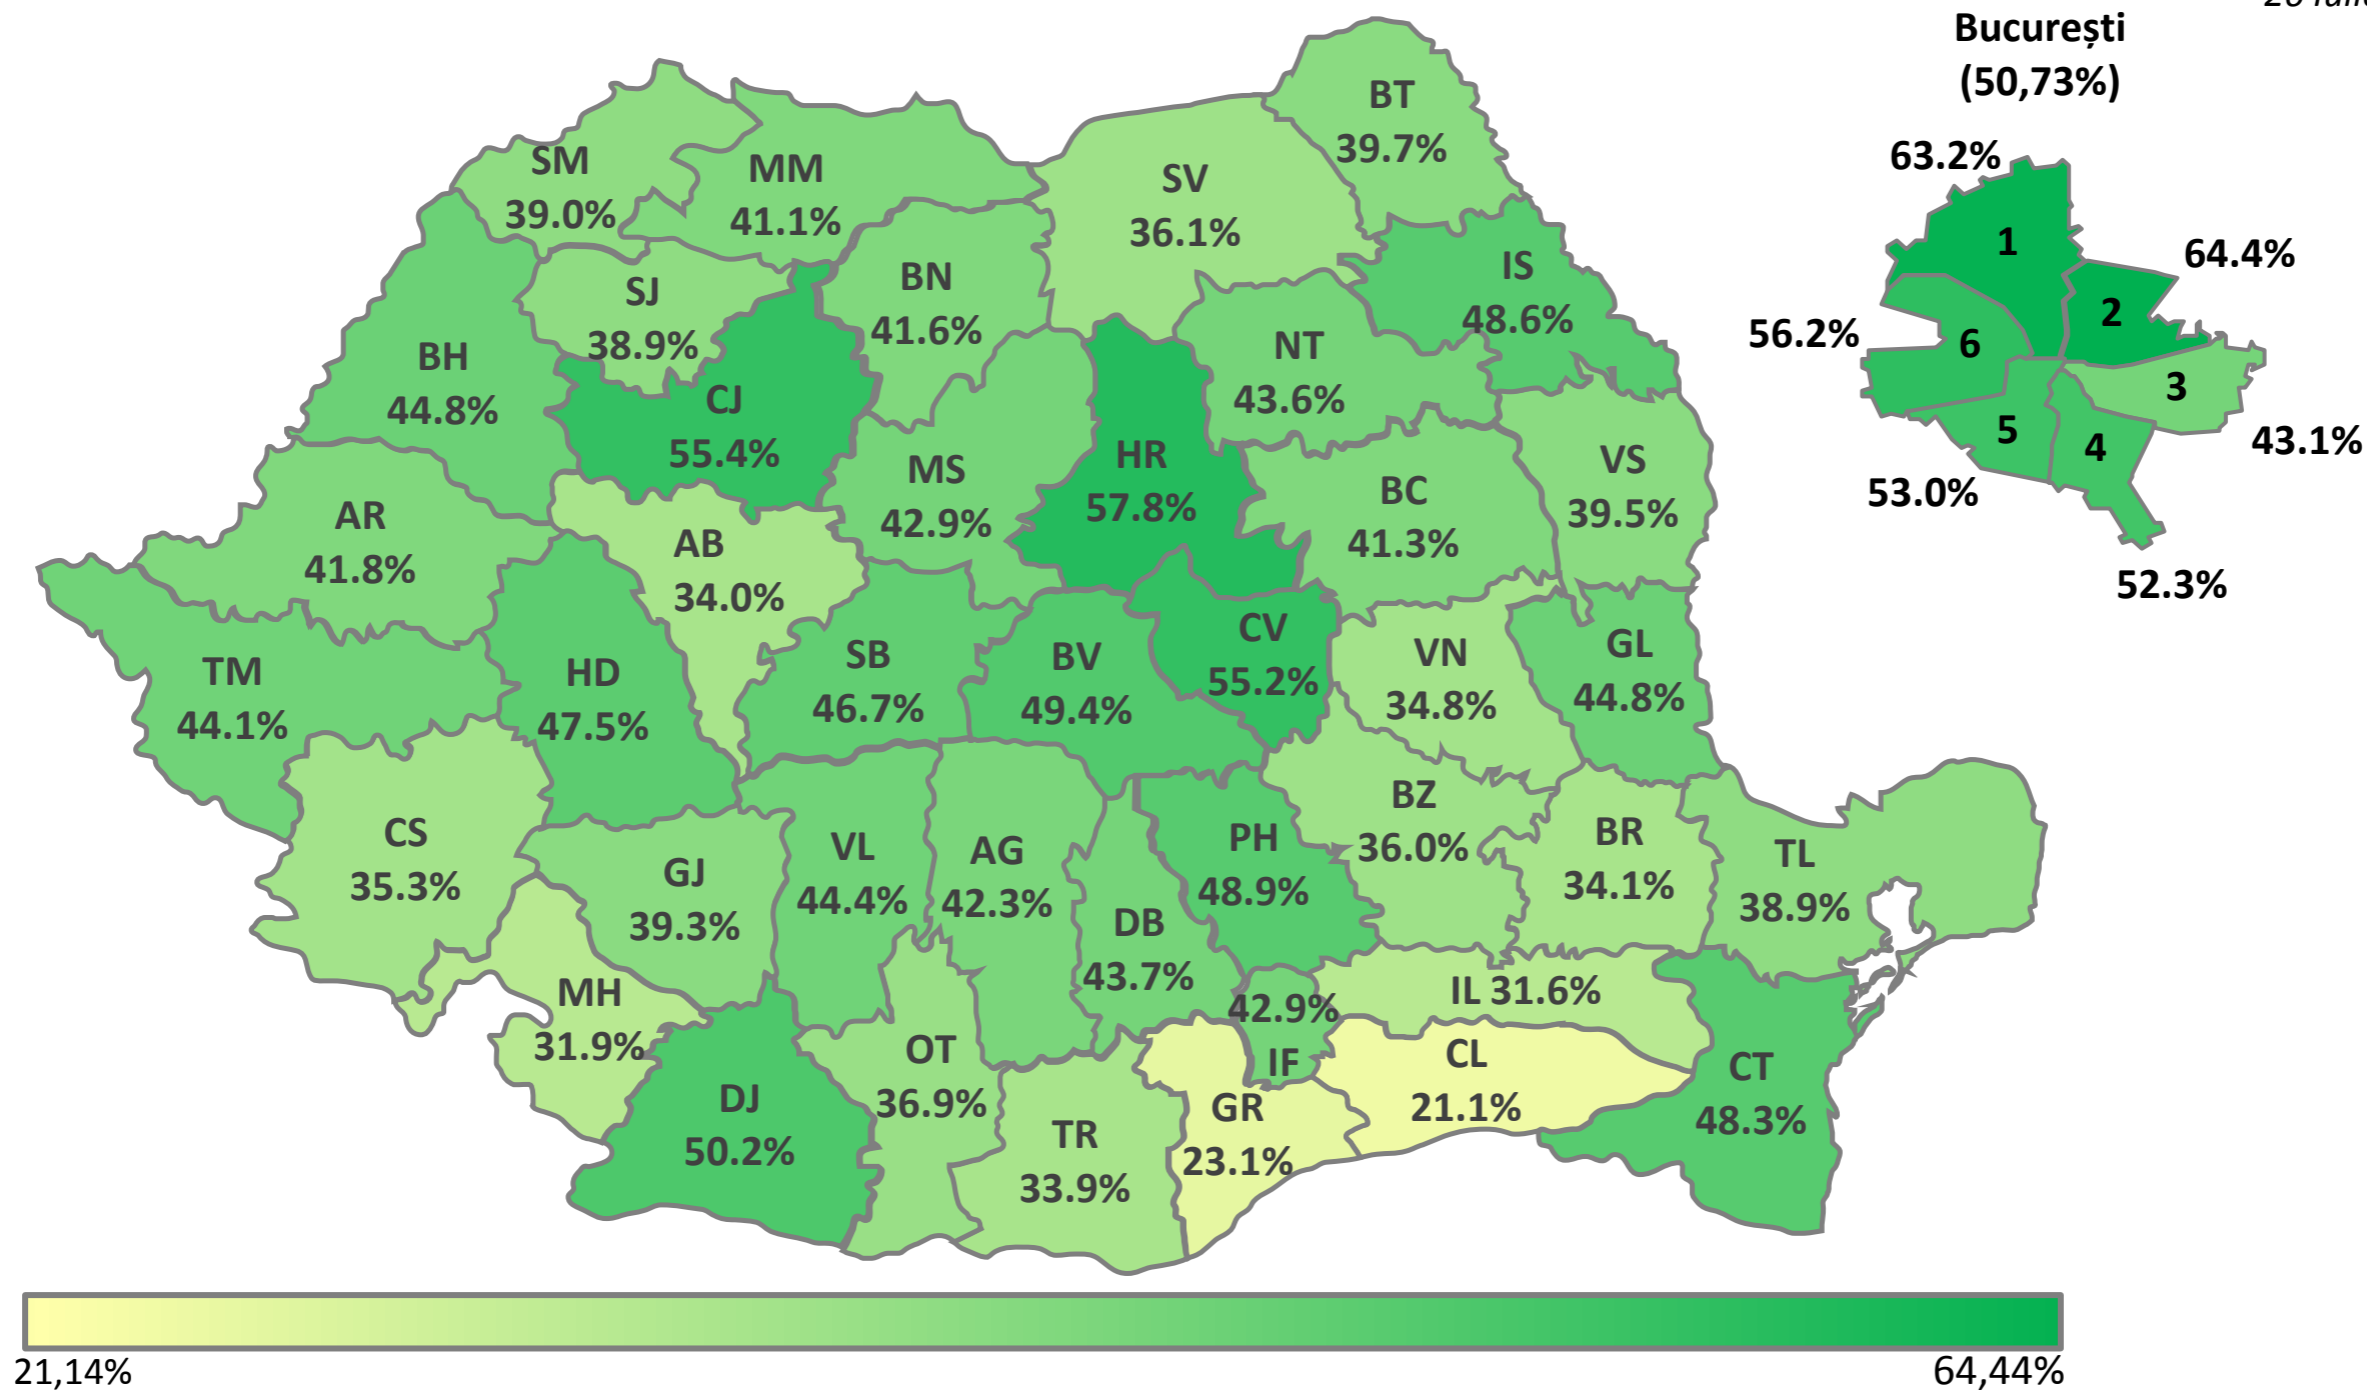 București
(50,73%)
BT
39.7%
SM
39.0%
MM
41.1%
SV
36.1%
63.2%
1
64.4%
2
56.2%
6
3
43.1%
5
4
53.0%
52.3%
IS
48.6%
BN
41.6%
SJ
38.9%
NT
43.6%
BH
44.8%
CJ
55.4%
HR
57.8%
MS
42.9%
BC
41.3%
VS
39.5%
AR
41.8%
AB
34.0%
CV
55.2%
VN
34.8%
GL
44.8%
TM
44.1%
HD
47.5%
SB
46.7%
BV
49.4%
BZ
36.0%
BR
34.1%
TL
38.9%
CS
35.3%
GJ
39.3%
VL
44.4%
AG
42.3%
PH
48.9%
DB
43.7%
MH
31.9%
42.9%
IF
IL 31.6%
OT
36.9%
CL
21.1%
CT
48.3%
DJ
50.2%
TR
33.9%
GR
23.1%
21,14%
64,44%